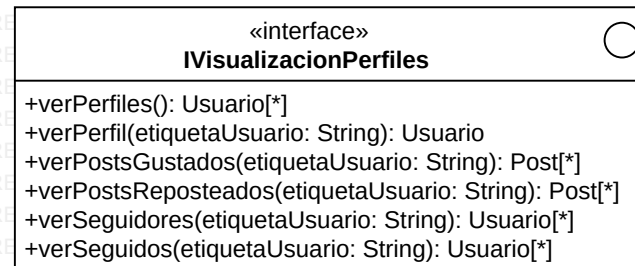 «interface»
IVisualizacionPerfiles
+verPerfiles(): Usuario[*]
+verPerfil(etiquetaUsuario: String): Usuario
+verPostsGustados(etiquetaUsuario: String): Post[*]
+verPostsReposteados(etiquetaUsuario: String): Post[*]
+verSeguidores(etiquetaUsuario: String): Usuario[*]
+verSeguidos(etiquetaUsuario: String): Usuario[*]